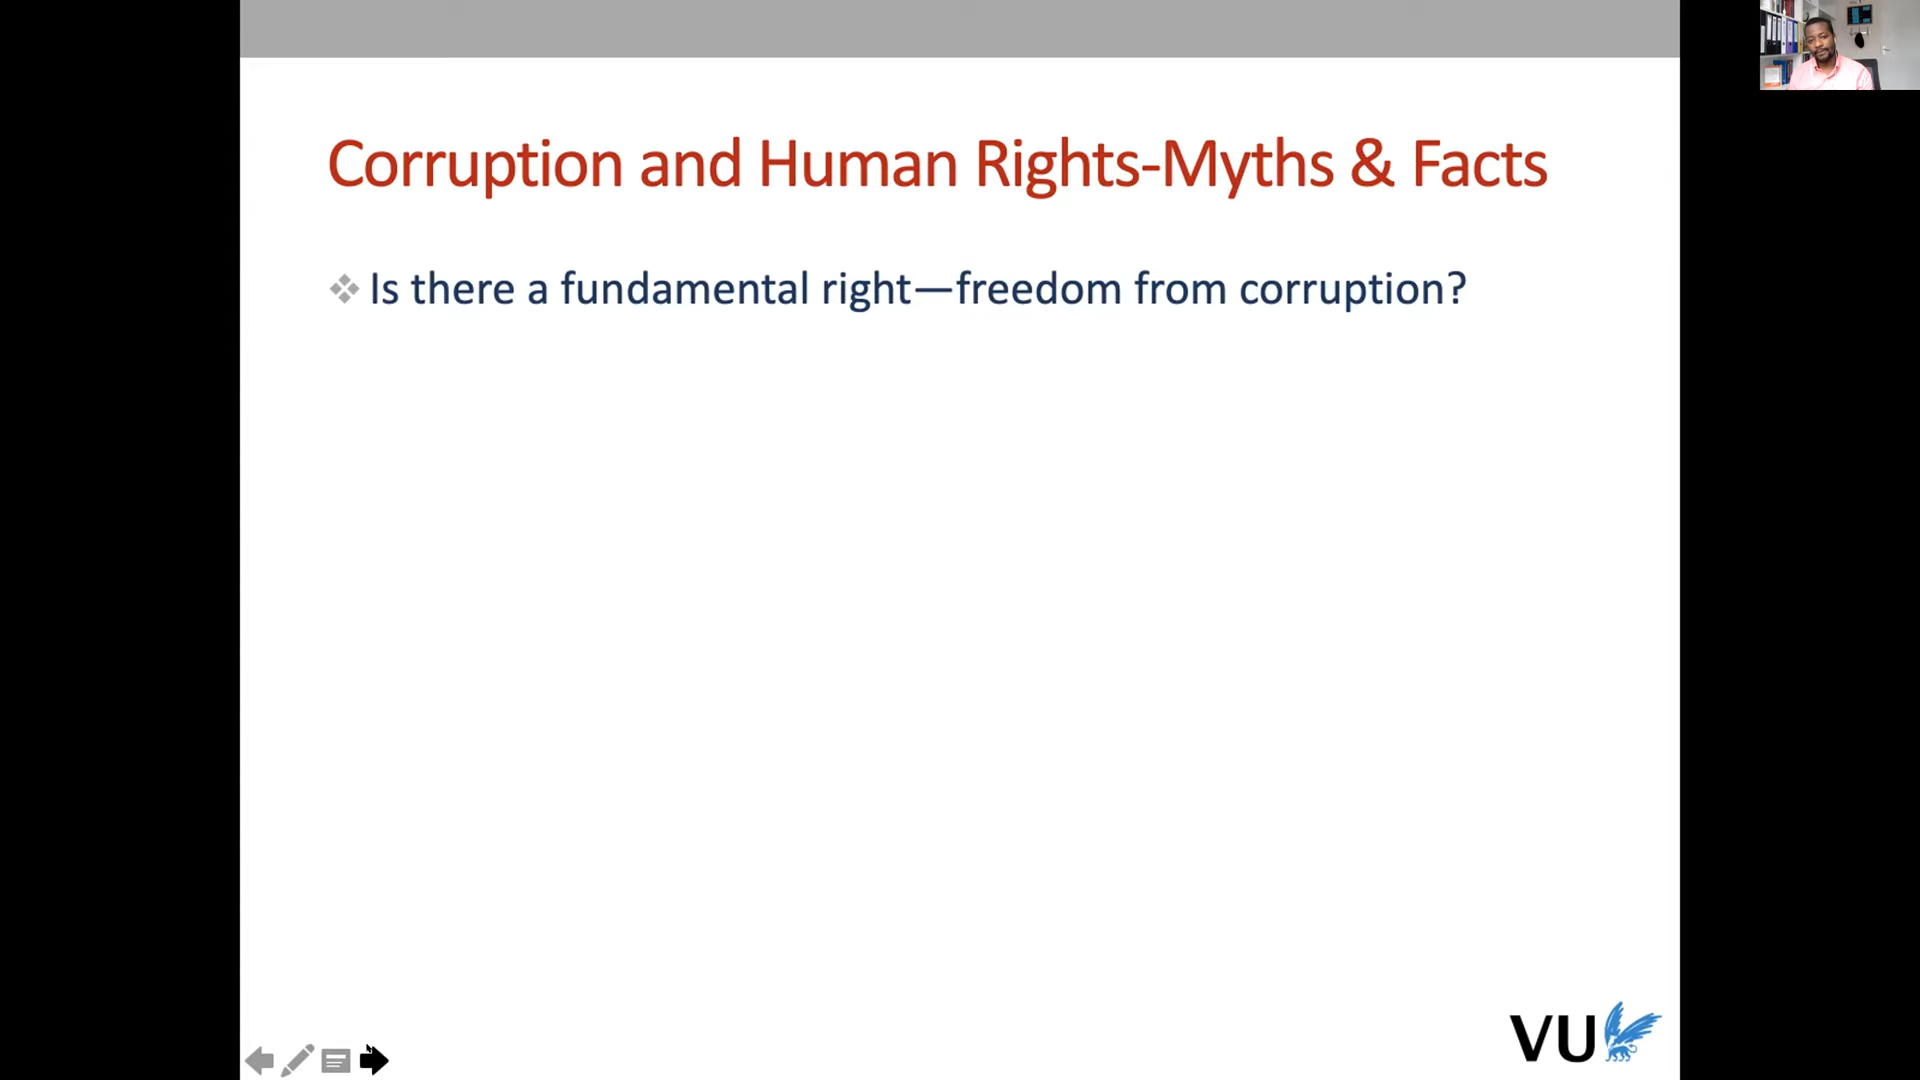 Corruption and Human Rights-Myths & Facts
Is there a fundamental right—freedom from corruption?
VU